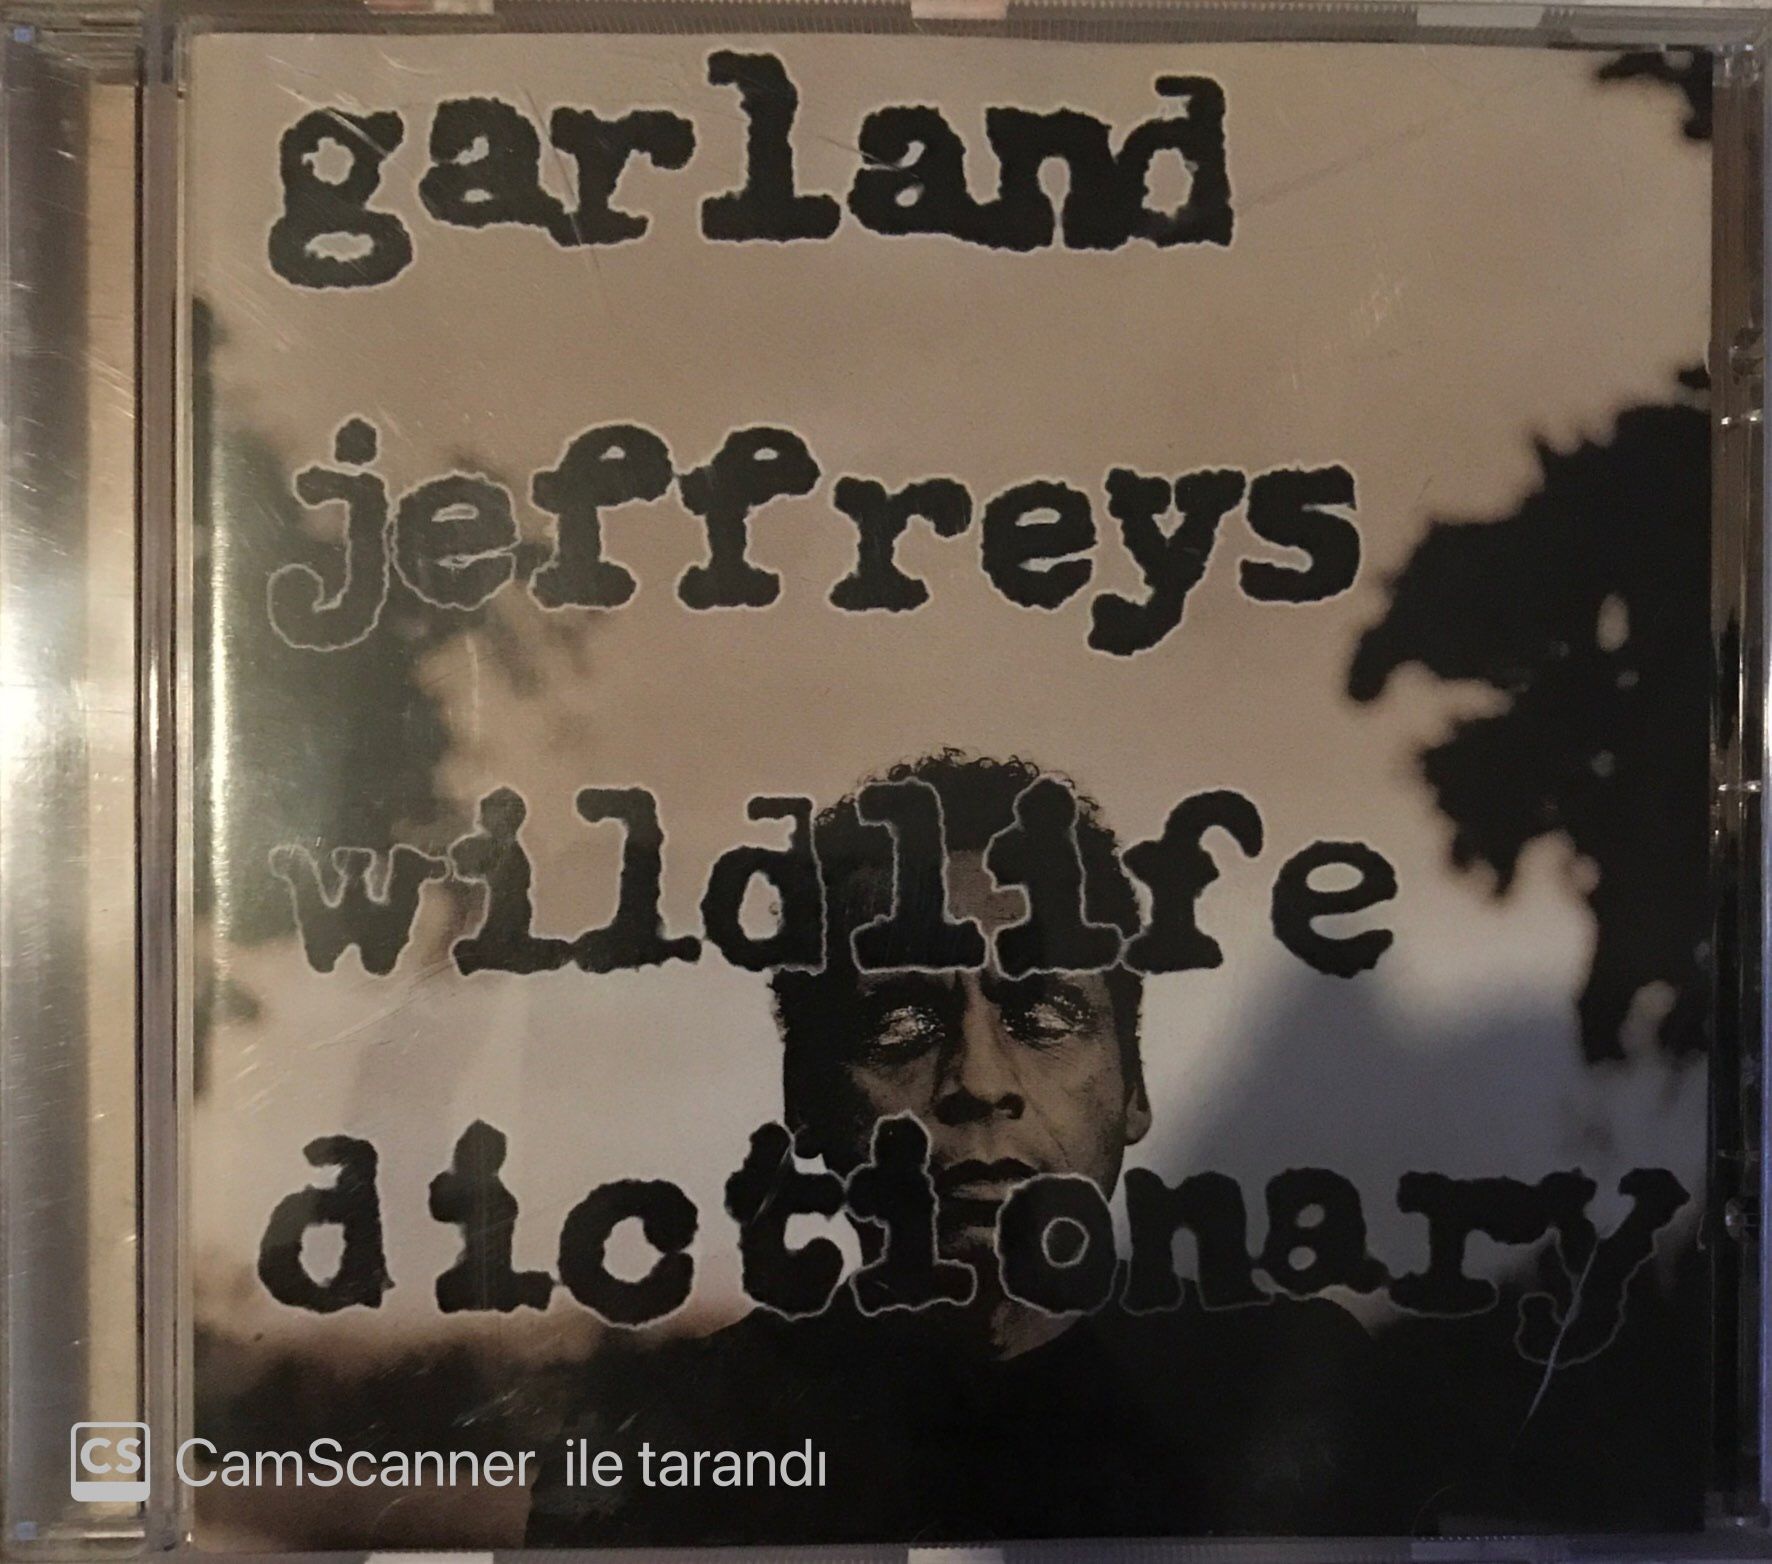 garland
jeffreys
wildlife
dictionary
CS CamScanner ile tarandı